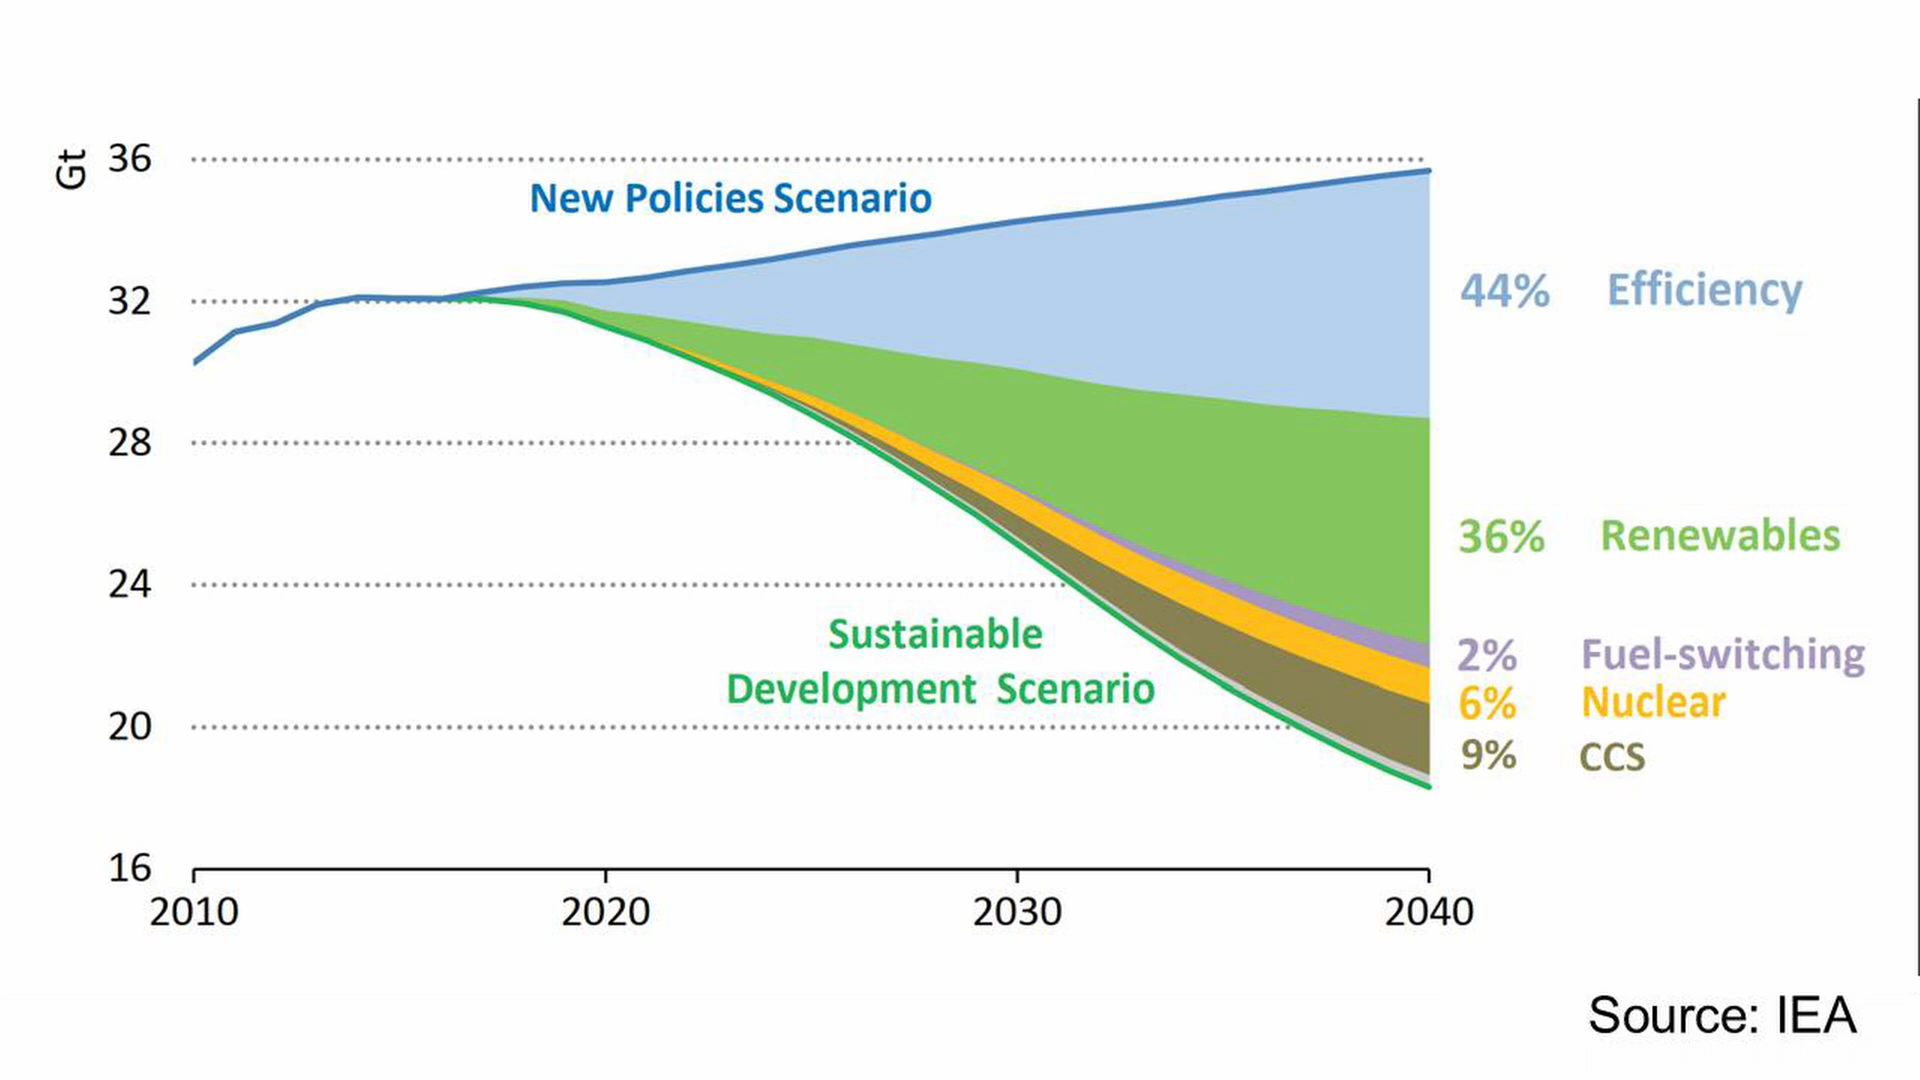 Gt
36
New Policies Scenario
32
44% Efficiency
28
36% Renewables
24
Sustainable
Development Scenario
2% Fuel-switching
6% Nuclear
20
9% CCS
16
2010 2020 2030 2040
Source: IEA